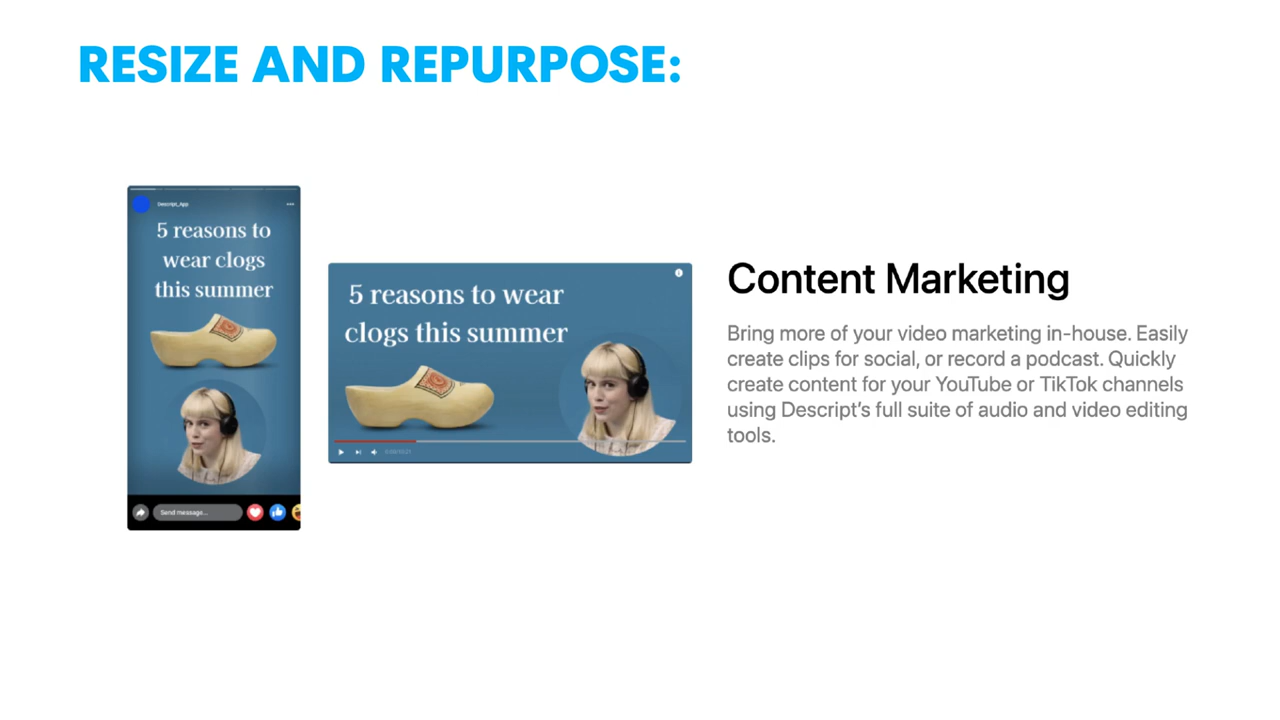 RESIZE AND REPURPOSE:
Descript_App
5 reasons to
wear clogs
this summer
Send message...
5 reasons to wear
clogs this summer
Content Marketing
Bring more of your video marketing in-house. Easily
create clips for social, or record a podcast. Quickly
create content for your YouTube or TikTok channels
using Descript’s full suite of audio and video editing
tools.